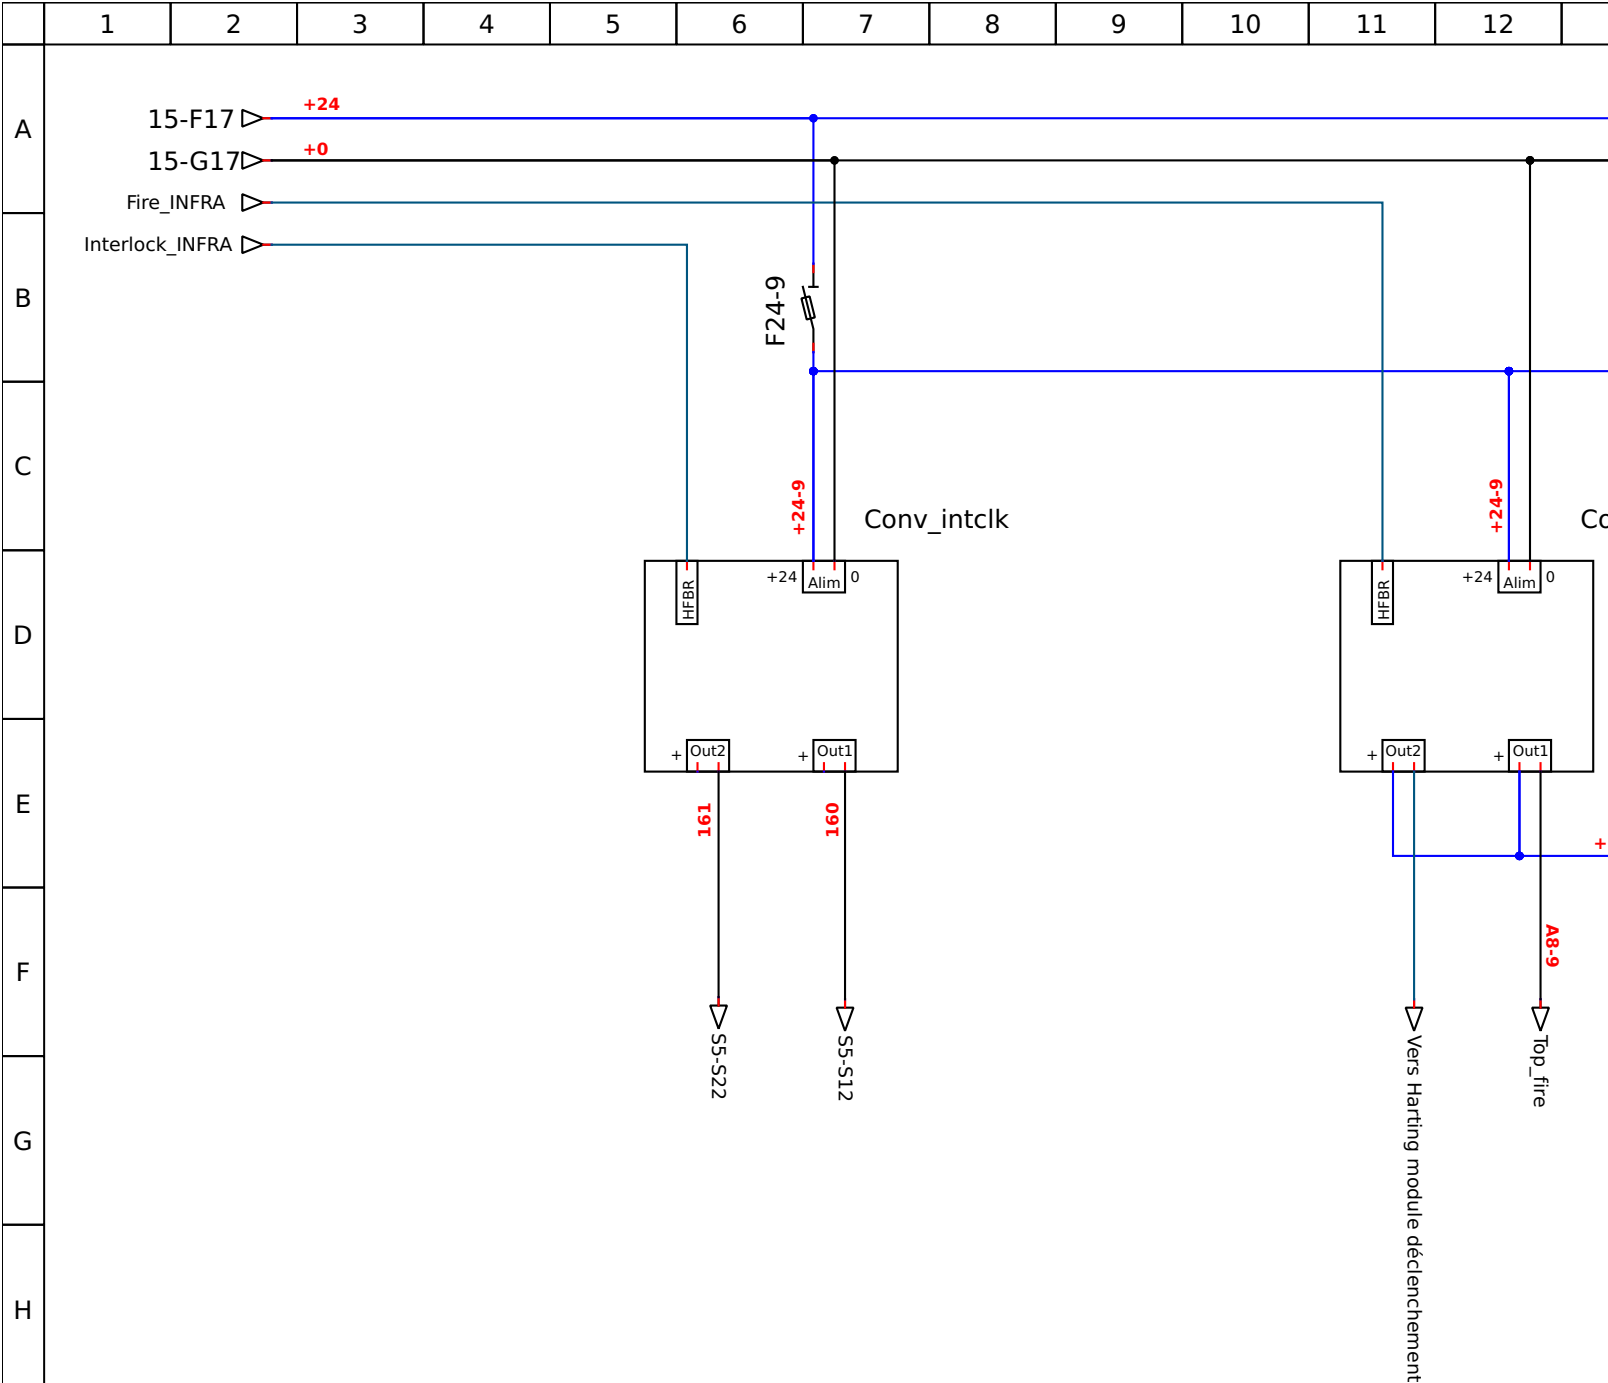 1 2 3 4 5 6 7 8 9 10 11 12
A
+24
15-F17
+0
15-G17
Fire_INFRA
Interlock_INFRA
B
F24-9
C
+24-9
Conv_intclk
+24-9
Co
D
HFBR
+24 Alim 0
HFBR
+24 Alim 0
+ Out2
+ Out1
+ Out2
+ Out1
E
161
160
+
F
A8-9
S5-S22
S5-S12
Vers Harting module déclenchement
Top_fire
G
H